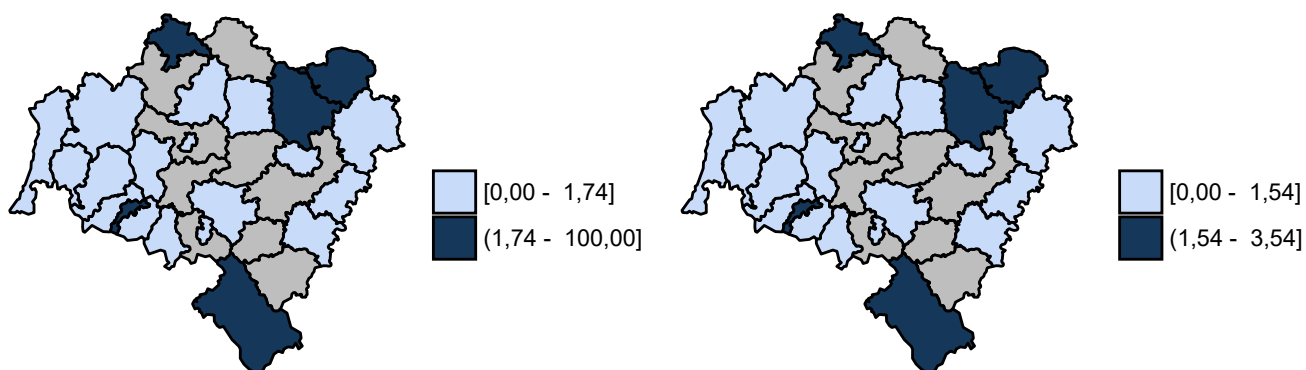 [0,00 - 1,74]
(1,74 - 100,00]
[0,00 - 1,54]
(1,54 - 3,54]